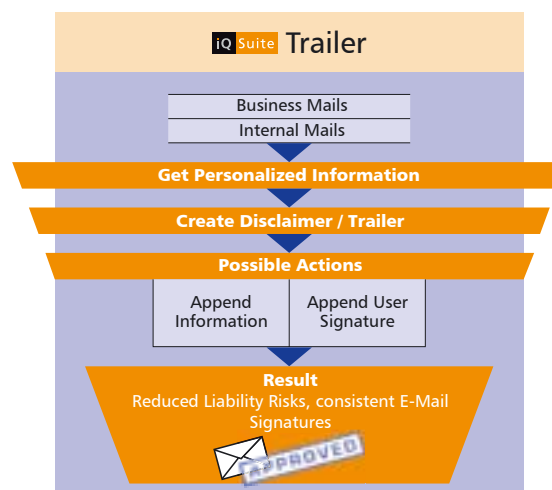 iQ Suite Trailer
Business Mails
Internal Mails
Get Personalized Information
Create Disclaimer / Trailer
Possible Actions
Append
Information
Append User
Signature
Result
Reduced Liability Risks, consistent E-Mail
Signatures
APPROVED